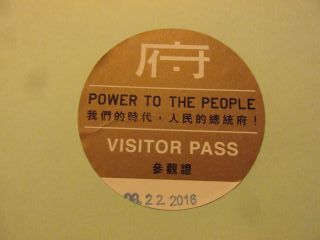 府
POWER TO THE PEOPLE
我們的時代，人民的總統府！
VISITOR PASS
參觀證
09.22.2016